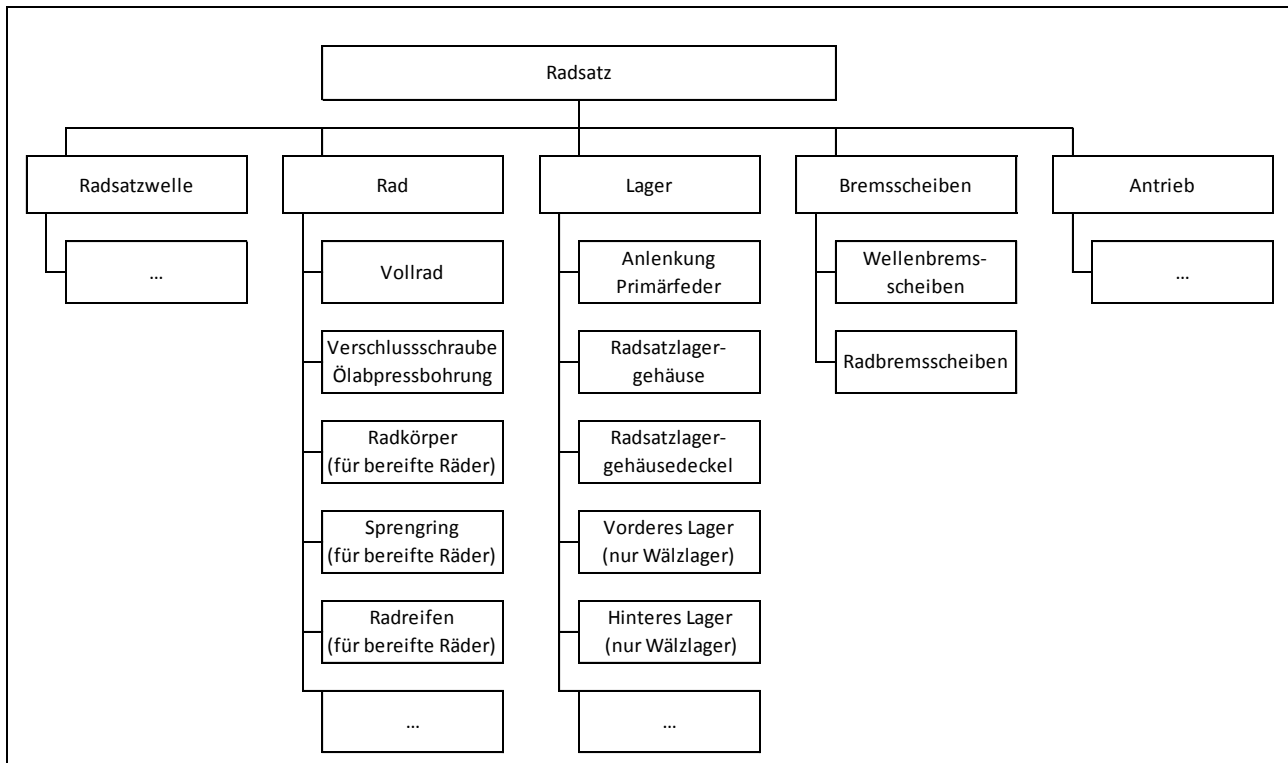 Radsatz
Radsatzwelle
Rad
Lager
Bremsscheiben
Antrieb
...
Vollrad
Verschlussschraube
Ölabpressbohrung
Radkörper
(für bereifte Räder)
Sprengring
(für bereifte Räder)
Radreifen
(für bereifte Räder)
...
Anlenkung
Primärfeder
Radsatzlager-
gehäuse
Radsatzlager-
gehäusedeckel
Vorderes Lager
(nur Wälzlager)
Hinteres Lager
(nur Wälzlager)
...
Wellenbrems-
scheiben
Radbremsscheiben
...